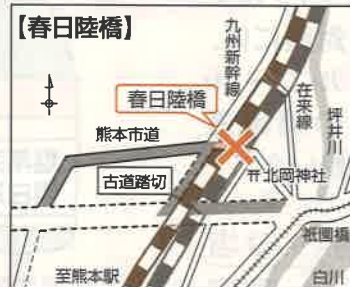 【春日陸橋】
九州新幹線
春日陸橋
在来線
坪井川
熊本市道
古道踏切
北岡神社
祇園橋
至熊本駅
白川